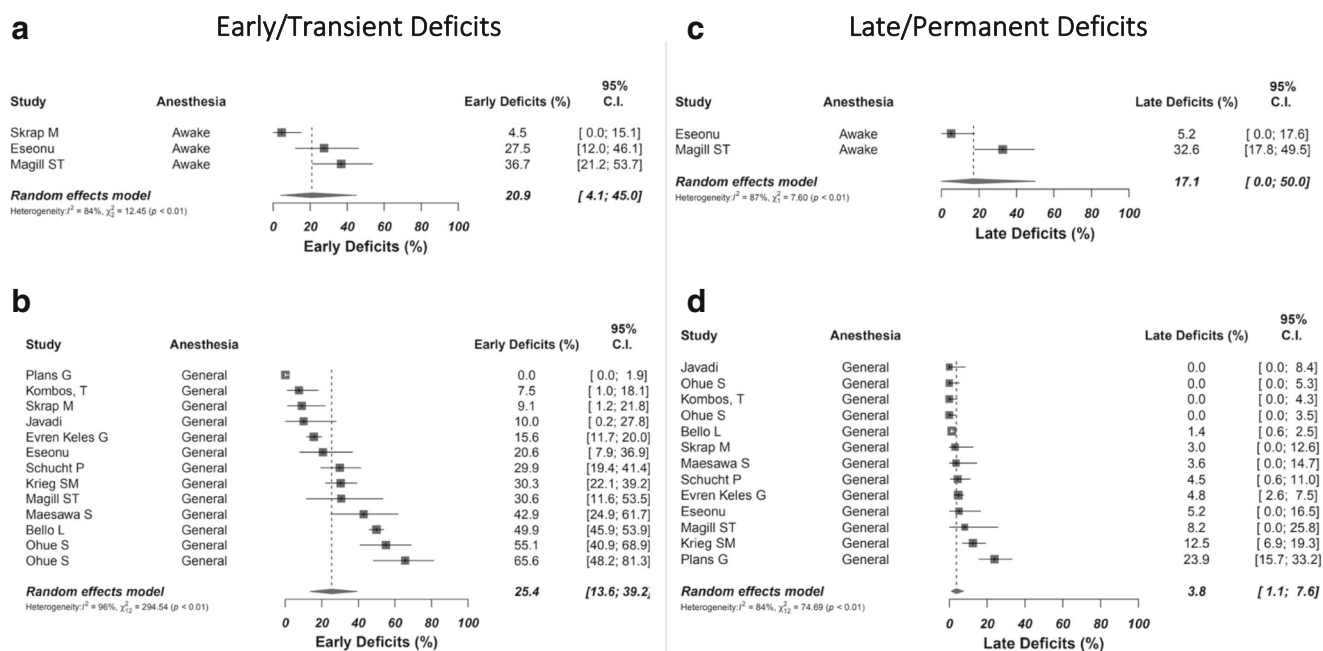 a Early/Transient Deficits
95%
Study Anesthesia Early Deficits (%) C.I.
Skrap M Awake 4.5 [ 0.0; 15.1]
Eseonu Awake 27.5 [12.0; 46.1]
Magill ST Awake 36.7 [21.2; 53.7]
Random effects model 20.9 [ 4.1; 45.0]
Heterogeneity: I² = 84%, χ²₂ = 12.45 (p < 0.01)
0 20 40 60 80 100
Early Deficits (%)
b
95%
Study Anesthesia Early Deficits (%) C.I.
Plans G General 0.0 [ 0.0; 1.9]
Kombos, T General 7.5 [ 1.0; 18.1]
Skrap M General 9.1 [ 1.2; 21.8]
Javadi General 10.0 [ 0.2; 27.8]
Evren Keles G General 15.6 [11.7; 20.0]
Eseonu General 20.6 [ 7.9; 36.9]
Schucht P General 29.9 [19.4; 41.4]
Krieg SM General 30.3 [22.1; 39.2]
Magill ST General 30.6 [11.6; 53.5]
Maesawa S General 42.9 [24.9; 61.7]
Bello L General 49.9 [45.9; 53.9]
Ohue S General 55.1 [40.9; 68.9]
Ohue S General 65.6 [48.2; 81.3]
Random effects model 25.4 [13.6; 39.2]
Heterogeneity: I² = 96%, χ²₁₂ = 294.54 (p < 0.01)
0 20 40 60 80 100
Early Deficits (%)
c Late/Permanent Deficits
95%
Study Anesthesia Late Deficits (%) C.I.
Eseonu Awake 5.2 [ 0.0; 17.6]
Magill ST Awake 32.6 [17.8; 49.5]
Random effects model 17.1 [ 0.0; 50.0]
Heterogeneity: I² = 87%, χ²₁ = 7.60 (p < 0.01)
0 20 40 60 80 100
Late Deficits (%)
d
95%
Study Anesthesia Late Deficits (%) C.I.
Javadi General 0.0 [ 0.0; 8.4]
Ohue S General 0.0 [ 0.0; 5.3]
Kombos, T General 0.0 [ 0.0; 4.3]
Ohue S General 0.0 [ 0.0; 3.5]
Bello L General 1.4 [ 0.6; 2.5]
Skrap M General 3.0 [ 0.0; 12.6]
Maesawa S General 3.6 [ 0.0; 14.7]
Schucht P General 4.5 [ 0.6; 11.0]
Evren Keles G General 4.8 [ 2.6; 7.5]
Eseonu General 5.2 [ 0.0; 16.5]
Magill ST General 8.2 [ 0.0; 25.8]
Krieg SM General 12.5 [ 6.9; 19.3]
Plans G General 23.9 [15.7; 33.2]
Random effects model 3.8 [ 1.1; 7.6]
Heterogeneity: I² = 84%, χ²₁₂ = 74.69 (p < 0.01)
0 20 40 60 80 100
Late Deficits (%)